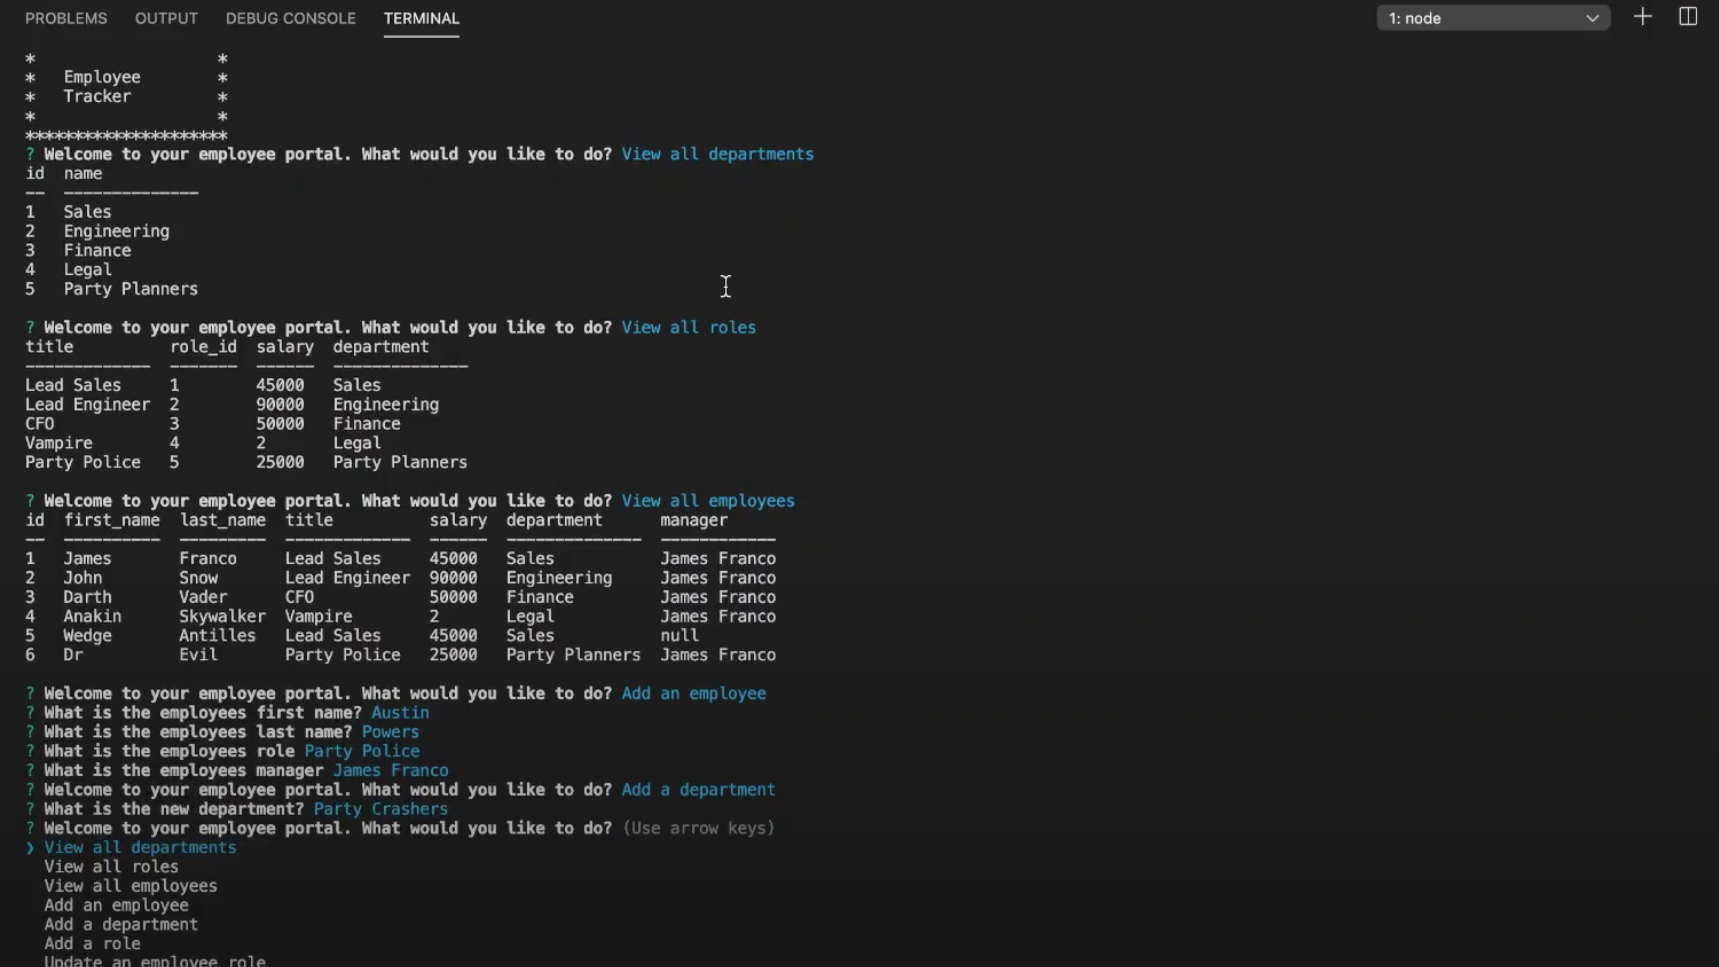 PROBLEMS OUTPUT DEBUG CONSOLE TERMINAL 1: node
* *
* Employee *
* Tracker *
* *
*********************
? Welcome to your employee portal. What would you like to do? View all departments
id name
-- --------------
1 Sales
2 Engineering
3 Finance
4 Legal
5 Party Planners
? Welcome to your employee portal. What would you like to do? View all roles
title role_id salary department
------------- ------- ------ --------------
Lead Sales 1 45000 Sales
Lead Engineer 2 90000 Engineering
CFO 3 50000 Finance
Vampire 4 2 Legal
Party Police 5 25000 Party Planners
? Welcome to your employee portal. What would you like to do? View all employees
id first_name last_name title salary department manager
-- ---------- --------- ------------- ------ -------------- ------------
1 James Franco Lead Sales 45000 Sales James Franco
2 John Snow Lead Engineer 90000 Engineering James Franco
3 Darth Vader CFO 50000 Finance James Franco
4 Anakin Skywalker Vampire 2 Legal James Franco
5 Wedge Antilles Lead Sales 45000 Sales null
6 Dr Evil Party Police 25000 Party Planners James Franco
? Welcome to your employee portal. What would you like to do? Add an employee
? What is the employees first name? Austin
? What is the employees last name? Powers
? What is the employees role Party Police
? What is the employees manager James Franco
? Welcome to your employee portal. What would you like to do? Add a department
? What is the new department? Party Crashers
? Welcome to your employee portal. What would you like to do? (Use arrow keys)
❯ View all departments
View all roles
View all employees
Add an employee
Add a department
Add a role
Update an employee role